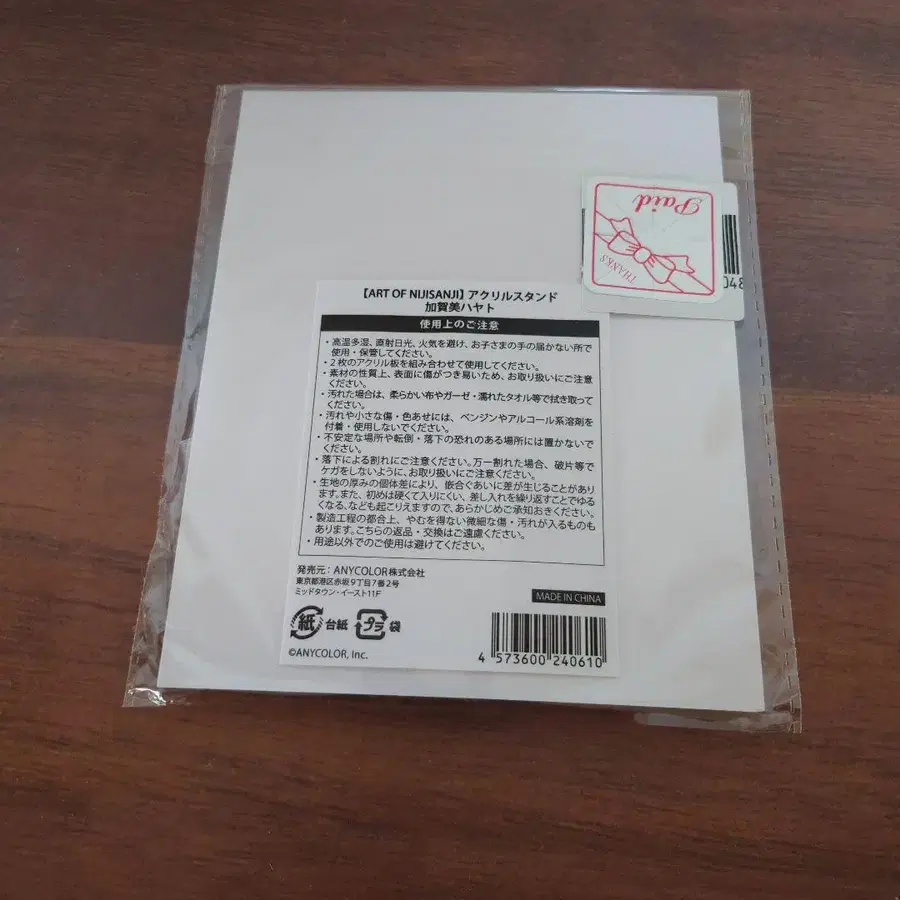 Paid
THANKS
048
【ART OF NIJISANJI】アクリルスタンド
加賀美ハヤト
使用上のご注意
・高温多湿、直射日光、火気を避け、お子さまの手の届かない所で
使用・保管してください。
・2枚のアクリル板を組み合わせて使用してください。
・素材の性質上、表面に傷がつき易いため、お取り扱いにご注意
ください。
・汚れた場合は、柔らかい布やガーゼ・濡れたタオル等で拭き取って
ください。
・汚れや小さな傷・色あせには、ベンジンやアルコール系溶剤を
付着・使用しないでください。
・不安定な場所や転倒・落下の恐れのある場所には置かないで
ください。
・落下による割れにご注意ください。万一割れた場合、破片等で
ケガをしないように、お取り扱いにご注意ください。
・生地の厚みの個体差により、嵌合ぐあいに差が生じることがあり
ます。また、初めは硬くて入りにくい、差し入れを繰り返すことでゆる
くなる、なども起こりえますので、あらかじめご承知おきください。
・製造工程の都合上、やむを得ない微細な傷・汚れが入るものも
あります。こちらの返品・交換はご遠慮ください。
・用途以外でのご使用は避けてください。
発売元：ANYCOLOR株式会社
東京都港区赤坂9丁目7番2号
ミッドタウン・イースト11F
MADE IN CHINA
紙 台紙 プラ 袋
©ANYCOLOR, Inc.
4 573600 240610